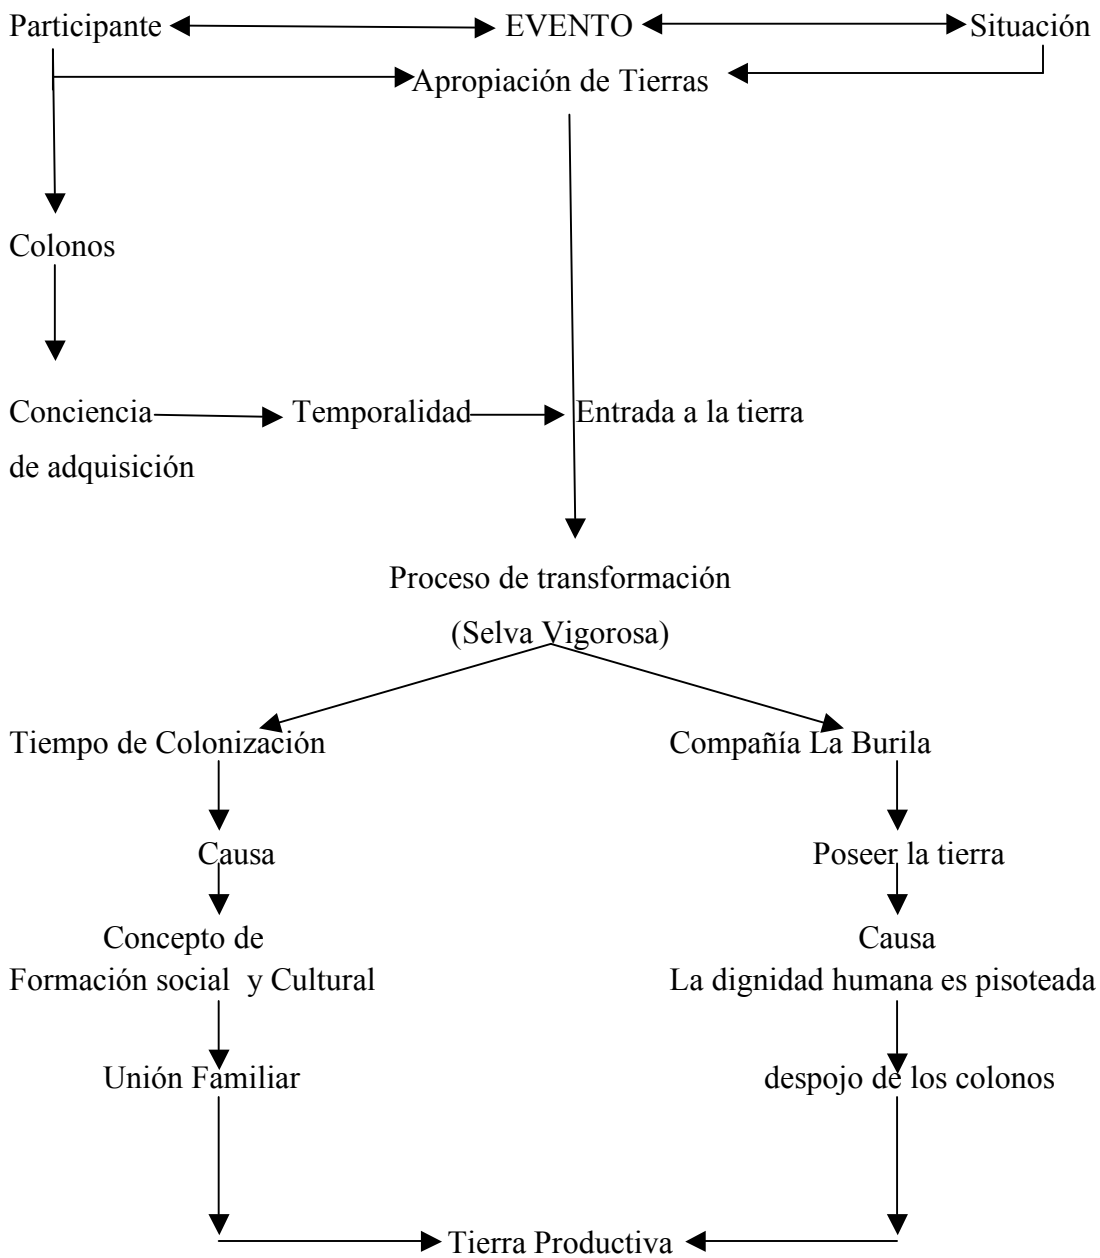 Participante EVENTO Situación
Apropiación de Tierras
Colonos
Conciencia Temporalidad Entrada a la tierra
de adquisición
Proceso de transformación
(Selva Vigorosa)
Tiempo de Colonización Compañía La Burila
Causa Poseer la tierra
Concepto de Causa
Formación social y Cultural La dignidad humana es pisoteada
Unión Familiar despojo de los colonos
Tierra Productiva